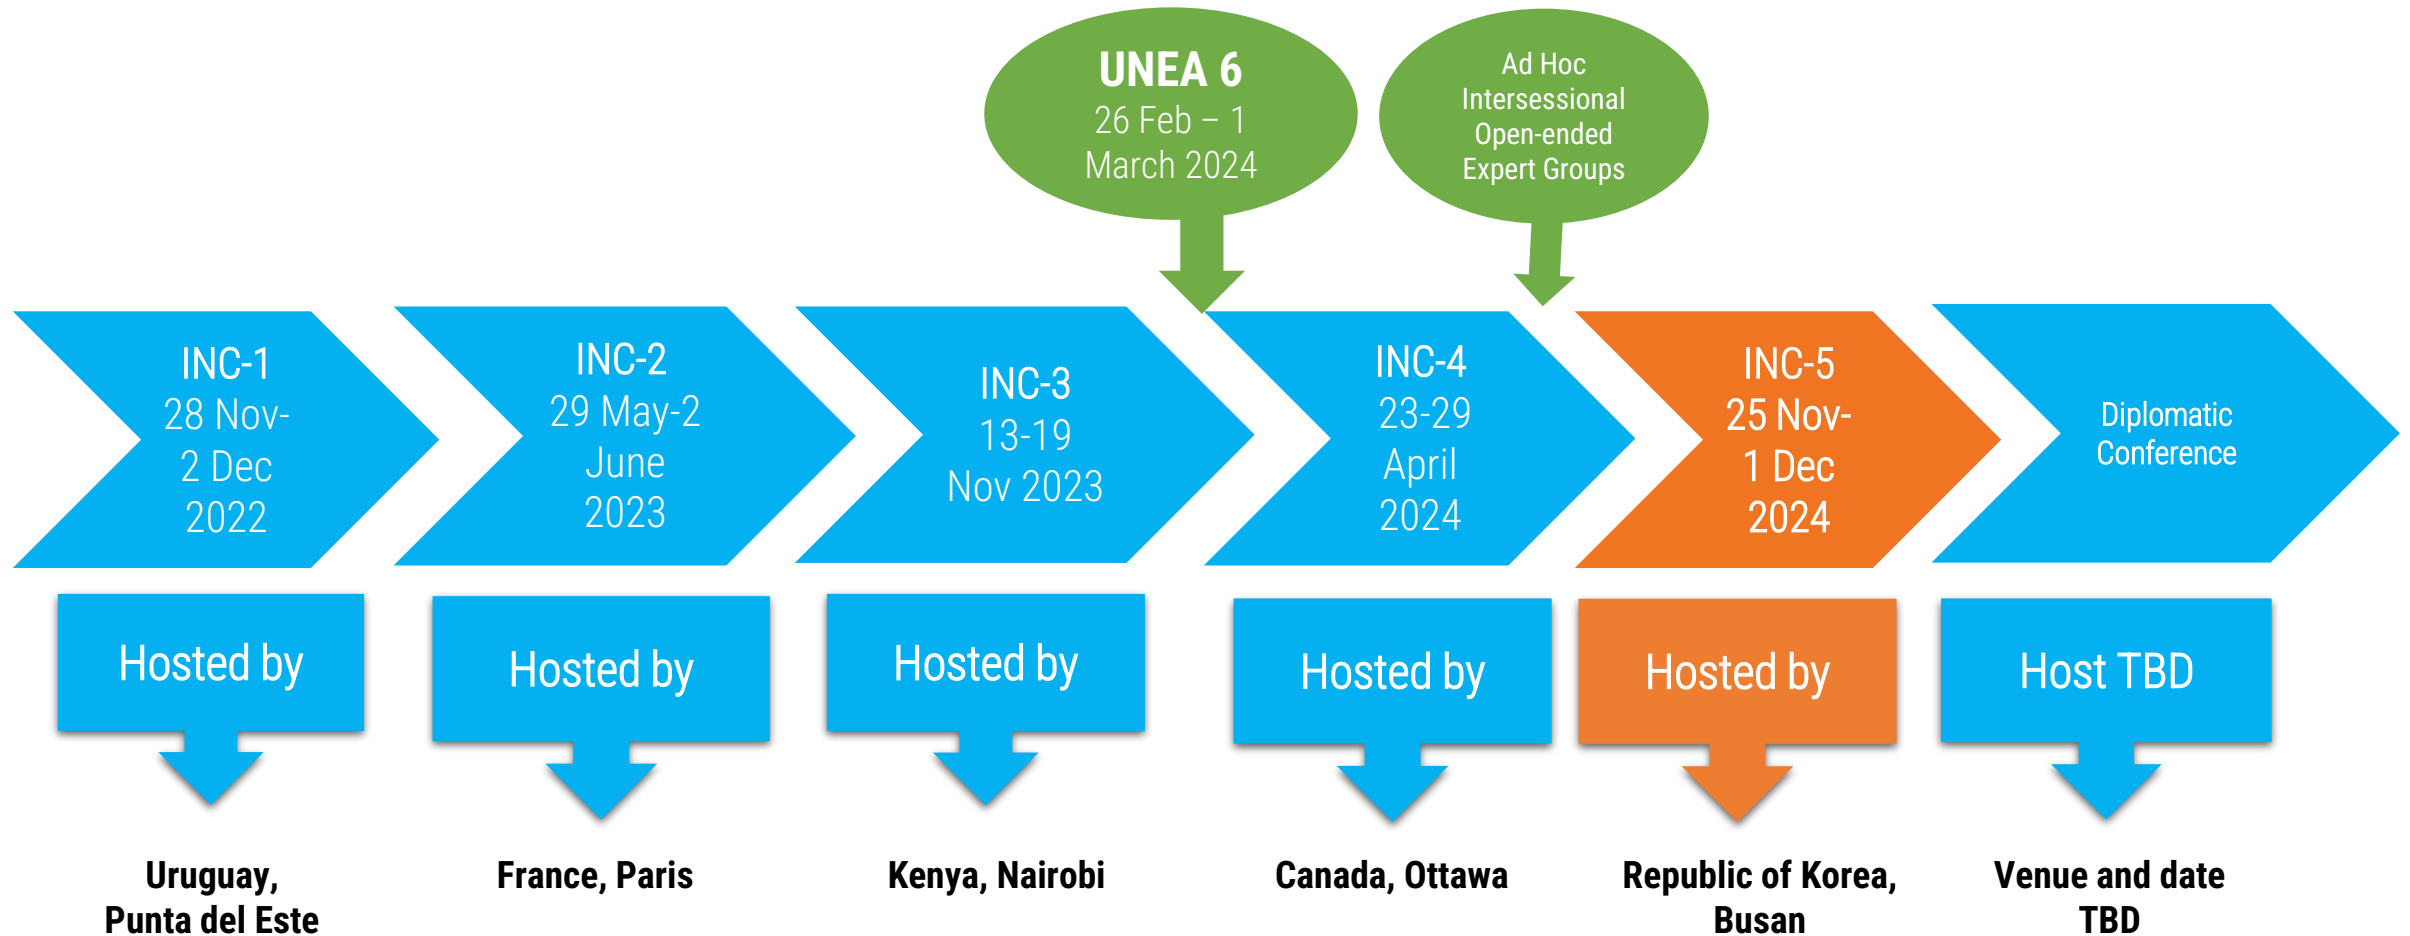 UNEA 6
26 Feb – 1
March 2024
Ad Hoc
Intersessional
Open-ended
Expert Groups
INC-1
28 Nov-
2 Dec
2022
INC-2
29 May-2
June
2023
INC-3
13-19
Nov 2023
INC-4
23-29
April
2024
INC-5
25 Nov-
1 Dec
2024
Diplomatic
Conference
Hosted by
Hosted by
Hosted by
Hosted by
Hosted by
Host TBD
Uruguay,
Punta del Este
France, Paris
Kenya, Nairobi
Canada, Ottawa
Republic of Korea,
Busan
Venue and date
TBD